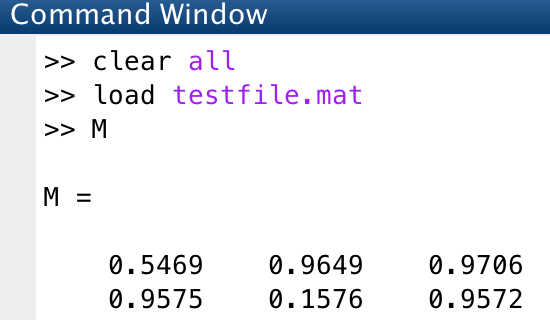 Command Window
>> clear all
>> load testfile.mat
>> M
M =
0.5469 0.9649 0.9706
0.9575 0.1576 0.9572